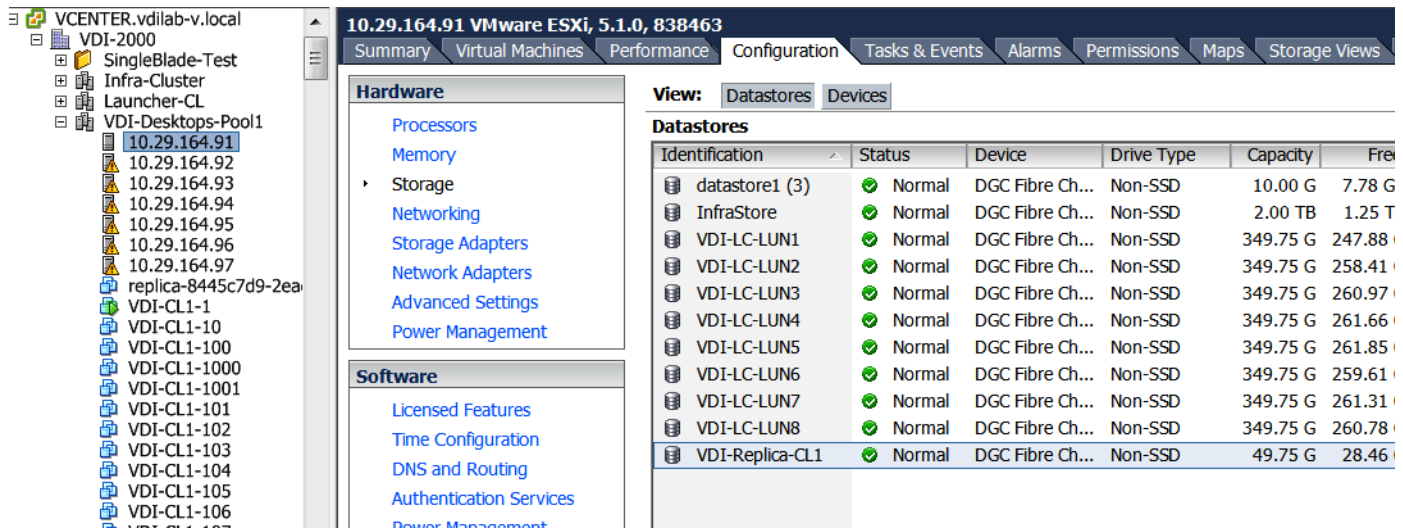 VCENTER.vdilab-v.local
VDI-2000
SingleBlade-Test
Infra-Cluster
Launcher-CL
VDI-Desktops-Pool1
10.29.164.91
10.29.164.92
10.29.164.93
10.29.164.94
10.29.164.95
10.29.164.96
10.29.164.97
replica-8445c7d9-2ea
VDI-CL1-1
VDI-CL1-10
VDI-CL1-100
VDI-CL1-1000
VDI-CL1-1001
VDI-CL1-101
VDI-CL1-102
VDI-CL1-103
VDI-CL1-104
VDI-CL1-105
VDI-CL1-106
VDI-CL1-107
10.29.164.91 VMware ESXi, 5.1.0, 838463
Summary Virtual Machines Performance Configuration Tasks & Events Alarms Permissions Maps Storage Views
Hardware
Processors
Memory
Storage
Networking
Storage Adapters
Network Adapters
Advanced Settings
Power Management
Software
Licensed Features
Time Configuration
DNS and Routing
Authentication Services
Power Management
View: Datastores Devices
Datastores
Identification Status Device Drive Type Capacity Free
datastore1 (3) Normal DGC Fibre Ch... Non-SSD 10.00 G 7.78 G
InfraStore Normal DGC Fibre Ch... Non-SSD 2.00 TB 1.25 T
VDI-LC-LUN1 Normal DGC Fibre Ch... Non-SSD 349.75 G 247.88
VDI-LC-LUN2 Normal DGC Fibre Ch... Non-SSD 349.75 G 258.41
VDI-LC-LUN3 Normal DGC Fibre Ch... Non-SSD 349.75 G 260.97
VDI-LC-LUN4 Normal DGC Fibre Ch... Non-SSD 349.75 G 261.66
VDI-LC-LUN5 Normal DGC Fibre Ch... Non-SSD 349.75 G 261.85
VDI-LC-LUN6 Normal DGC Fibre Ch... Non-SSD 349.75 G 259.61
VDI-LC-LUN7 Normal DGC Fibre Ch... Non-SSD 349.75 G 261.31
VDI-LC-LUN8 Normal DGC Fibre Ch... Non-SSD 349.75 G 260.78
VDI-Replica-CL1 Normal DGC Fibre Ch... Non-SSD 49.75 G 28.46